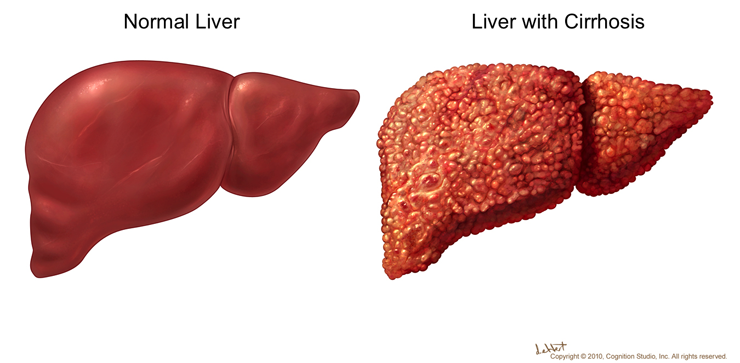 Normal Liver
Liver with Cirrhosis
Copyright © 2010, Cognition Studio, Inc. All rights reserved.